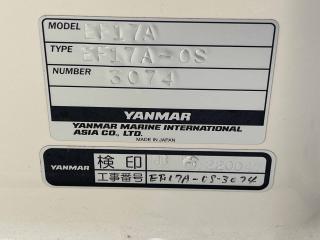 MODEL EF17A
TYPE EF17A-0S
NUMBER 3074
YANMAR
YANMAR MARINE INTERNATIONAL
ASIA CO., LTD.
MADE IN JAPAN
YANMAR 検印
工事番号 EF17A-0S-3074